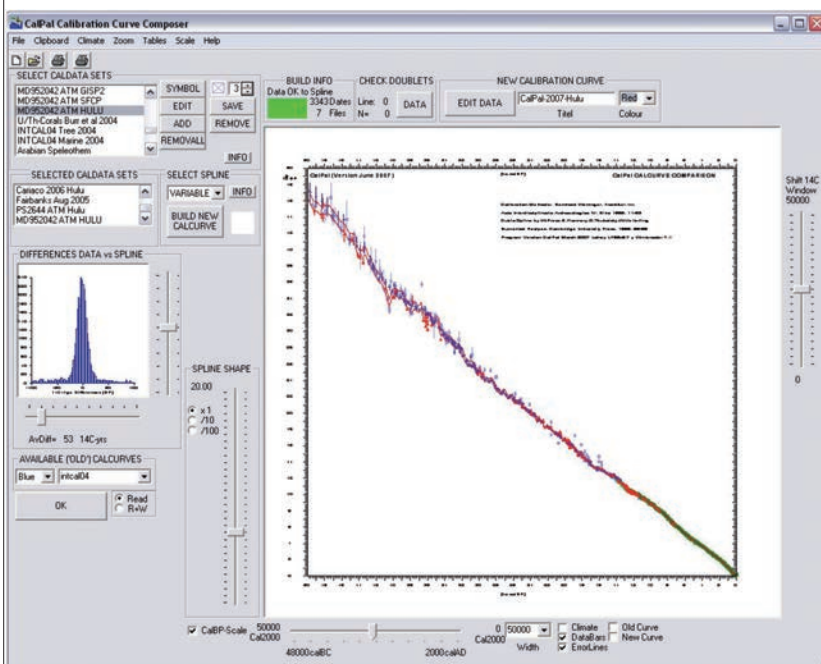 CalPal Calibration Curve Composer
File Clipboard Climate Zoom Tables Scale Help
SELECT CALDATA SETS
MD952042 ATM GISP2
MD952042 ATM SFCP
MD952042 ATM HULU
U/Th-Corals Burr et al 2004
INTCAL04 Tree 2004
INTCAL04 Marine 2004
Arabian Speleothem
SYMBOL 3
EDIT SAVE
ADD REMOVE
REMOVALL
INFO
BUILD INFO
Data OK to Spline
3343 Dates
7 Files
CHECK DOUBLETS
Line: 0
N= 0
DATA
NEW CALIBRATION CURVE
EDIT DATA CalPal-2007-Hulu Red
Titel Colour
SELECTED CALDATA SETS
Cariaco 2006 Hulu
Fairbanks Aug 2005
PS2644 ATM Hulu
MD952042 ATM HULU
SELECT SPLINE
VARIABLE INFO
BUILD NEW
CALCURVE
DIFFERENCES DATA vs SPLINE
AvDiff= 53 14C-yrs
SPLINE SHAPE
20.00
x 1
/10
/100
AVAILABLE ('OLD') CALCURVES
Blue intcal04
OK
Read
R+W
CalPal (Version June 2007)
CalPal CALCURVE COMPARISON
Shift 14C
Window
50000
0
CalBP-Scale
50000
Cal2000
48000calBC
2000calAD
0
Cal2000
50000
Width
Climate Old Curve
DataBars New Curve
ErrorLines